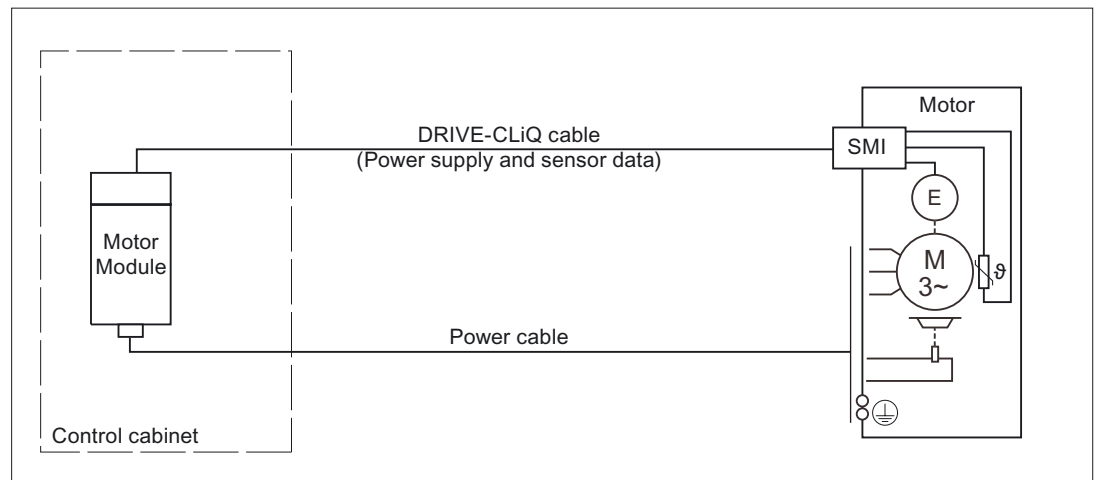 Motor
DRIVE-CLiQ cable
(Power supply and sensor data)
SMI
E
Motor
Module
M
3~
ϑ
Power cable
Control cabinet